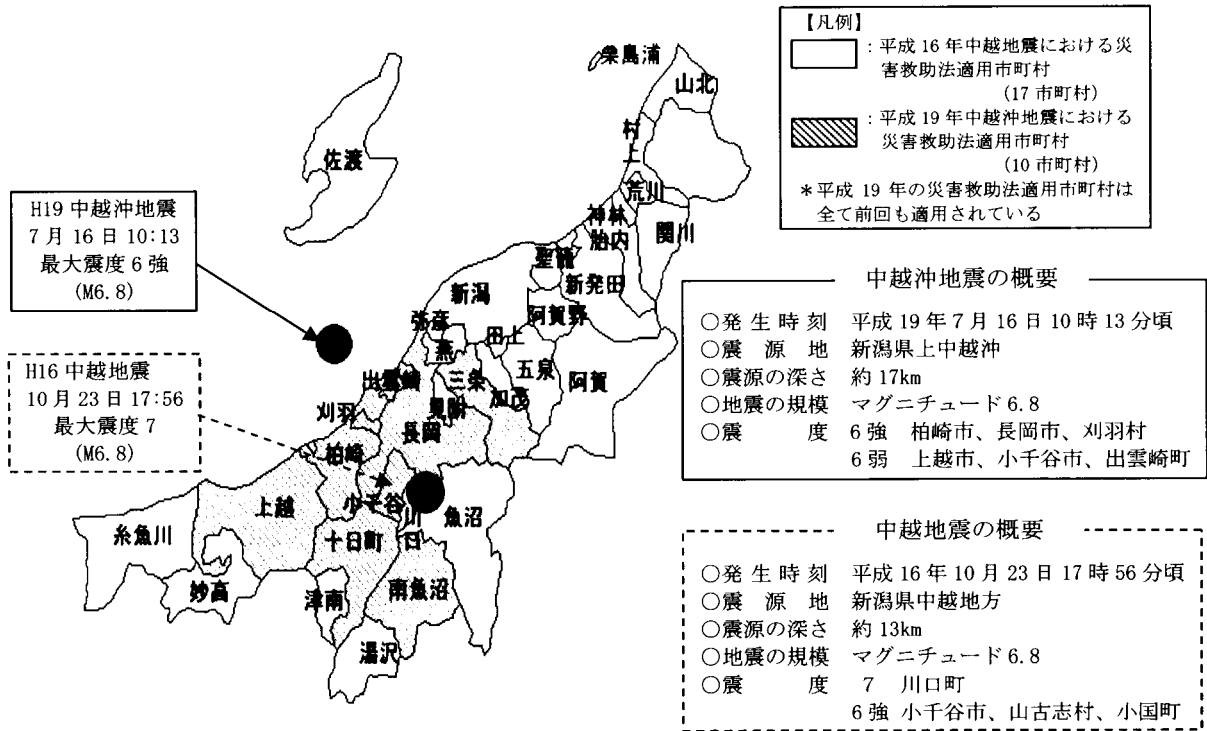 【凡例】
：平成16年中越地震における災
害救助法適用市町村
(17市町村)
：平成19年中越沖地震における
災害救助法適用市町村
(10市町村)
＊平成 19 年の災害救助法適用市町村は
全て前回も適用されている
粟島浦
山北
村上
佐渡
荒川
神林
胎内
関川
聖籠
新発田
新潟
阿賀野
弥彦
田上
燕
五泉
阿賀
出雲崎
三条
加茂
見附
刈羽
長岡
柏崎
小千谷
川口
魚沼
上越
糸魚川
十日町
妙高
津南
南魚沼
湯沢
H19 中越沖地震
7月16日10:13
最大震度6強
(M6.8)
H16 中越地震
10月23日17:56
最大震度7
(M6.8)
中越沖地震の概要
○発生時刻　平成19年7月16日10時13分頃
○震源地　新潟県上中越沖
○震源の深さ　約17km
○地震の規模　マグニチュード6.8
○震度　6強　柏崎市、長岡市、刈羽村
6弱　上越市、小千谷市、出雲崎町
中越地震の概要
○発生時刻　平成16年10月23日17時56分頃
○震源地　新潟県中越地方
○震源の深さ　約13km
○地震の規模　マグニチュード6.8
○震度　7　川口町
6強 小千谷市、山古志村、小国町